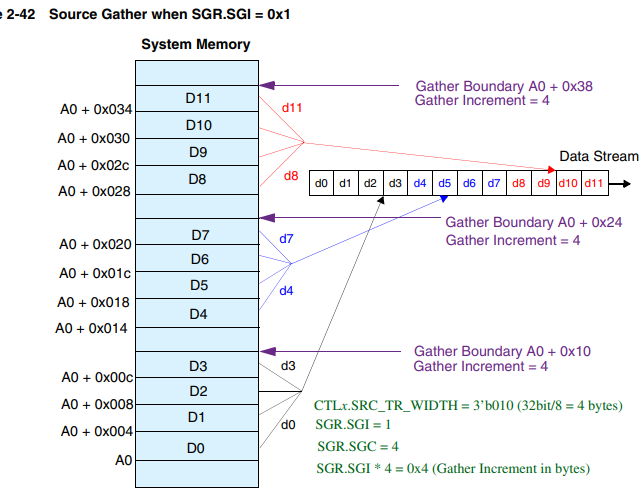 e 2-42 Source Gather when SGR.SGI = 0x1
System Memory
Gather Boundary A0 + 0x38
Gather Increment = 4
D11
d11
A0 + 0x034
D10
A0 + 0x030
D9
A0 + 0x02c
D8
d8
A0 + 0x028
Data Stream
d0 d1 d2 d3 d4 d5 d6 d7 d8 d9 d10 d11
Gather Boundary A0 + 0x24
Gather Increment = 4
D7
d7
A0 + 0x020
D6
A0 + 0x01c
D5
d4
A0 + 0x018
D4
A0 + 0x014
Gather Boundary A0 + 0x10
Gather Increment = 4
D3
d3
A0 + 0x00c
D2
A0 + 0x008
D1
d0
A0 + 0x004
D0
A0
CTLx.SRC_TR_WIDTH = 3'b010 (32bit/8 = 4 bytes)
SGR.SGI = 1
SGR.SGC = 4
SGR.SGI * 4 = 0x4 (Gather Increment in bytes)